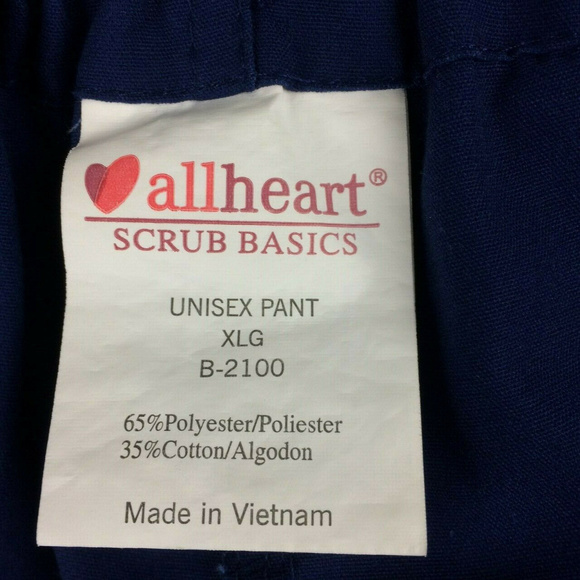 allheart®
SCRUB BASICS
UNISEX PANT
XLG
B-2100
65%Polyester/Poliester
35%Cotton/Algodon
Made in Vietnam